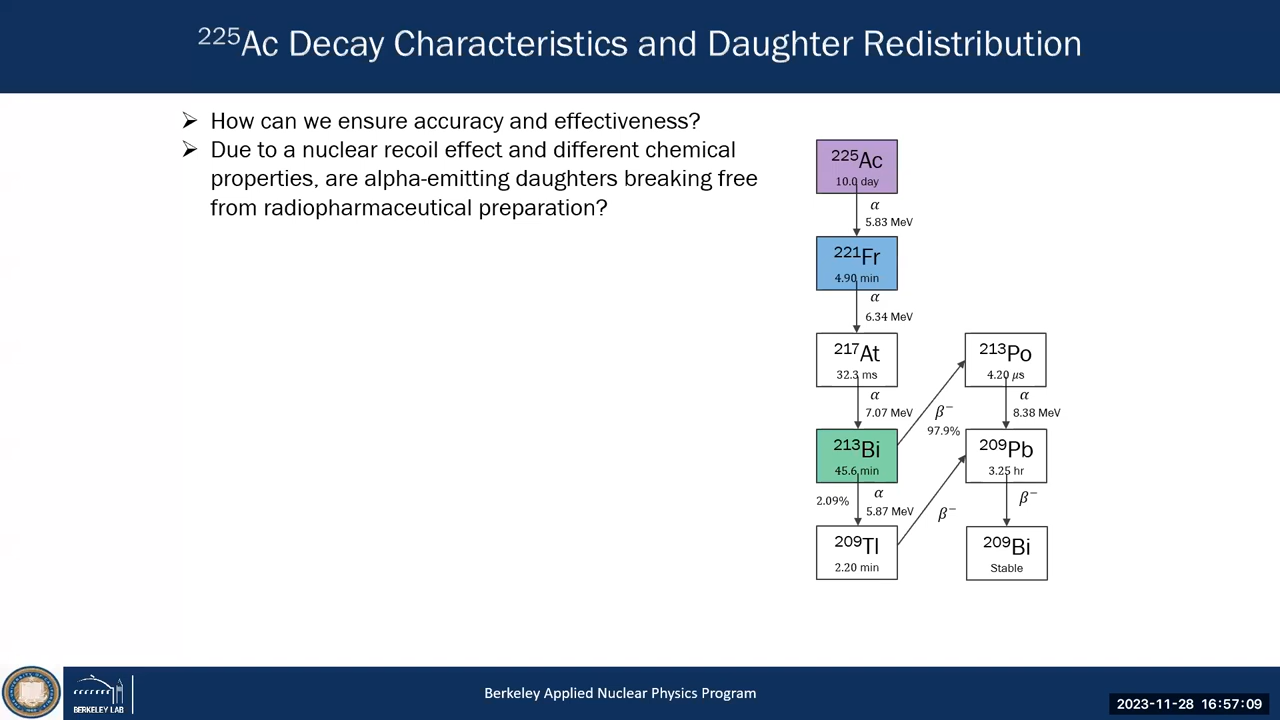 ²²⁵Ac Decay Characteristics and Daughter Redistribution
➢ How can we ensure accuracy and effectiveness?
➢ Due to a nuclear recoil effect and different chemical
properties, are alpha-emitting daughters breaking free
from radiopharmaceutical preparation?
²²⁵Ac
10.0 day
α
5.83 MeV
²²¹Fr
4.90 min
α
6.34 MeV
²¹⁷At
32.3 ms
α
7.07 MeV
²¹³Po
4.20 μs
α
8.38 MeV
β⁻
97.9%
²¹³Bi
45.6 min
2.09%
α
5.87 MeV
²⁰⁹Pb
3.25 hr
β⁻
β⁻
²⁰⁹Tl
2.20 min
²⁰⁹Bi
Stable
BERKELEY LAB
Berkeley Applied Nuclear Physics Program
2023-11-28 16:57:09